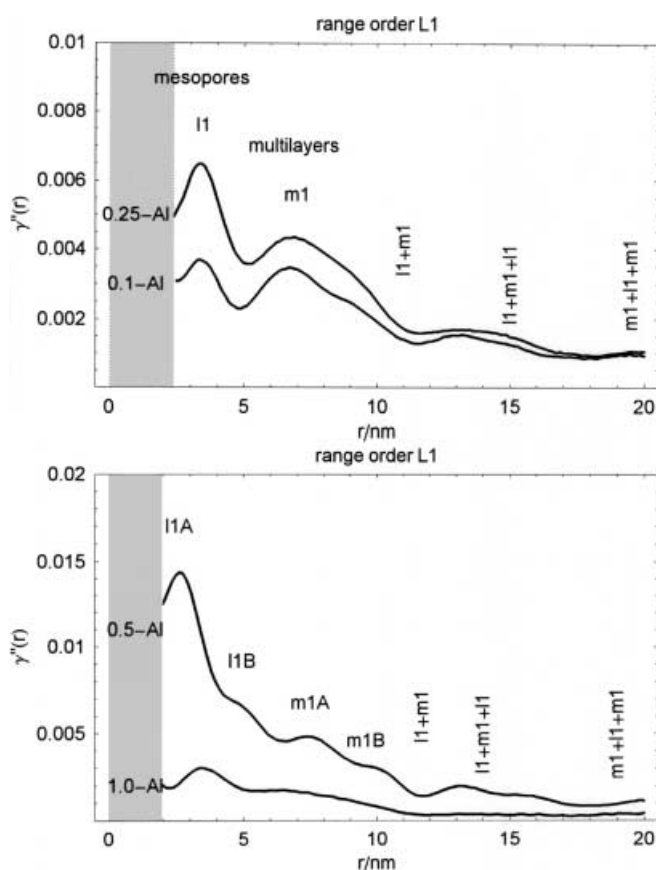 range order L1
0.01
mesopores
0.008
l1
multilayers
0.006
m1
0.25-Al
γ"(r)
0.004
0.1-Al
l1+m1
l1+m1+l1
m1+l1+m1
0.002
0 5 10 15 20
r/nm
range order L1
0.02
l1A
0.015
0.5-Al
γ"(r)
0.01
l1B
m1A
m1B
l1+m1
l1+m1+l1
m1+l1+m1
0.005
1.0-Al
0 5 10 15 20
r/nm